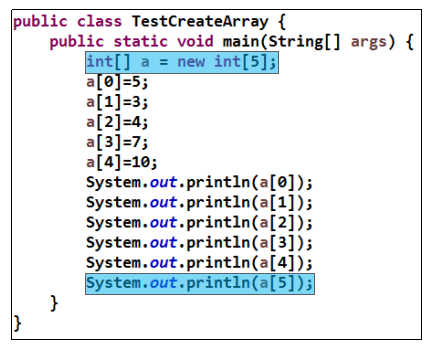 public class TestCreateArray {
public static void main(String[] args) {
int[] a = new int[5];
a[0]=5;
a[1]=3;
a[2]=4;
a[3]=7;
a[4]=10;
System.out.println(a[0]);
System.out.println(a[1]);
System.out.println(a[2]);
System.out.println(a[3]);
System.out.println(a[4]);
System.out.println(a[5]);
}
}